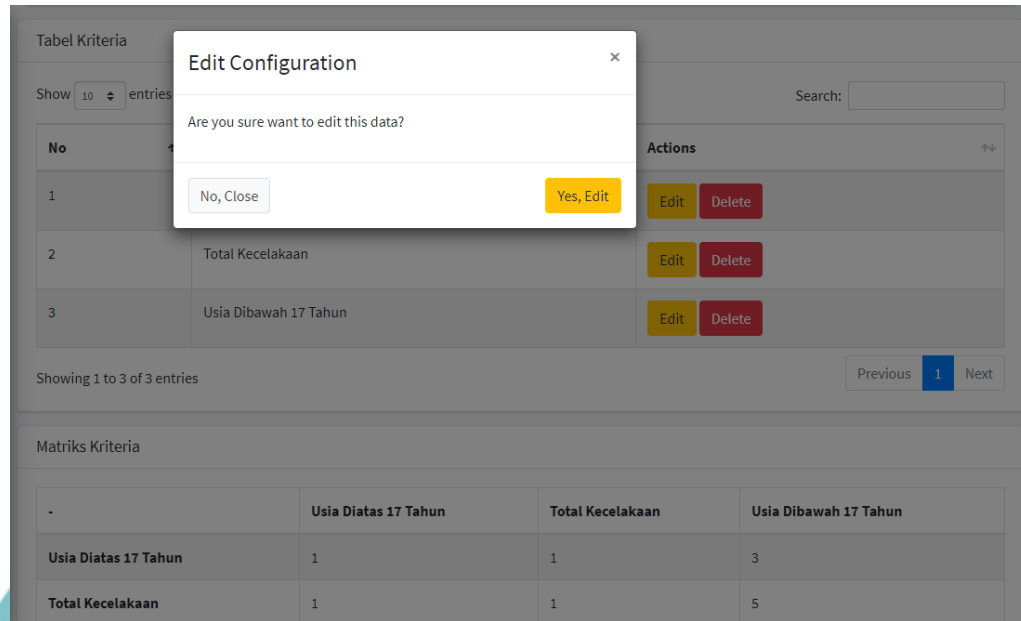 Tabel Kriteria
Edit Configuration ×
Show 10 entries
Search:
Are you sure want to edit this data?
No Actions
1 No, Close Yes, Edit Edit Delete
2 Total Kecelakaan Edit Delete
3 Usia Dibawah 17 Tahun Edit Delete
Showing 1 to 3 of 3 entries
Previous 1 Next
Matriks Kriteria
- Usia Diatas 17 Tahun Total Kecelakaan Usia Dibawah 17 Tahun
Usia Diatas 17 Tahun 1 1 3
Total Kecelakaan 1 1 5